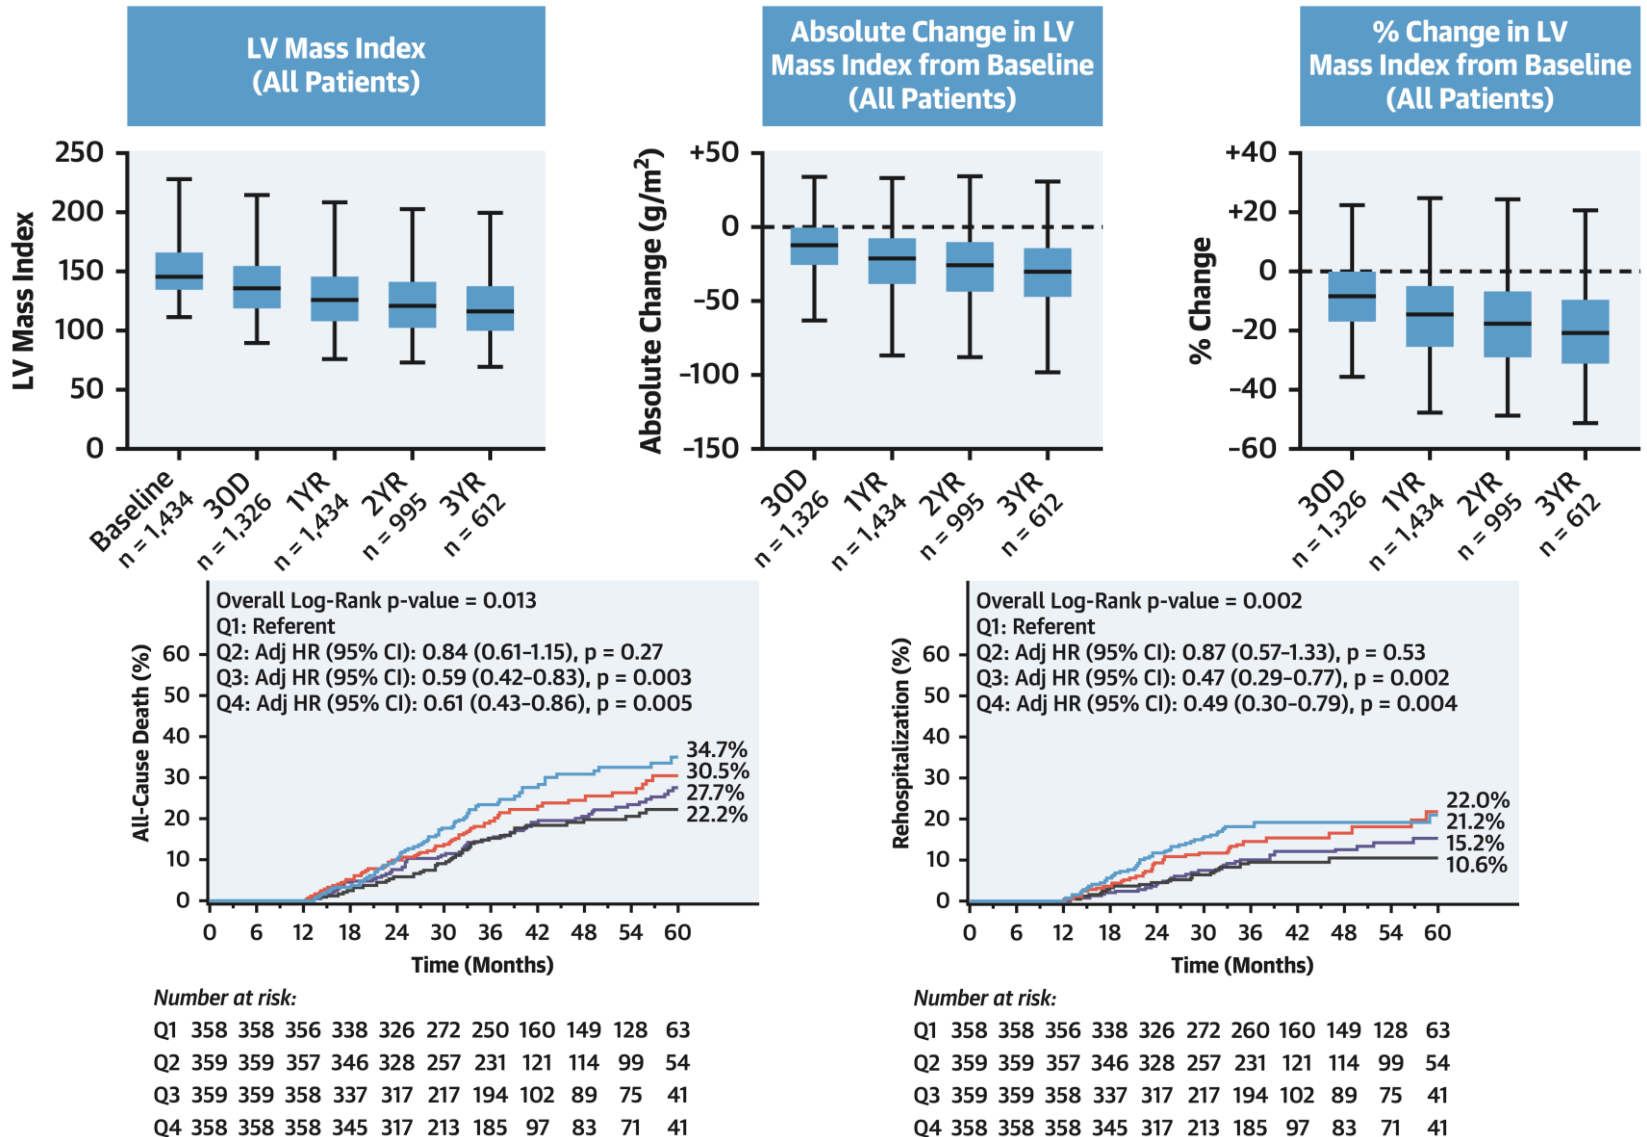 LV Mass Index
(All Patients)
250
200
150
100
50
0
LV Mass Index
Baseline
n = 1,434
30D
n = 1,326
1YR
n = 1,434
2YR
n = 995
3YR
n = 612
Absolute Change in LV
Mass Index from Baseline
(All Patients)
+50
0
–50
–100
–150
Absolute Change (g/m²)
30D
n = 1,326
1YR
n = 1,434
2YR
n = 995
3YR
n = 612
% Change in LV
Mass Index from Baseline
(All Patients)
+40
+20
0
–20
–40
–60
% Change
30D
n = 1,326
1YR
n = 1,434
2YR
n = 995
3YR
n = 612
Overall Log-Rank p-value = 0.013
Q1: Referent
Q2: Adj HR (95% CI): 0.84 (0.61–1.15), p = 0.27
Q3: Adj HR (95% CI): 0.59 (0.42–0.83), p = 0.003
Q4: Adj HR (95% CI): 0.61 (0.43–0.86), p = 0.005
60
50
40
30
20
10
0
All-Cause Death (%)
34.7%
30.5%
27.7%
22.2%
0 6 12 18 24 30 36 42 48 54 60
Time (Months)
Number at risk:
Q1 358 358 356 338 326 272 250 160 149 128 63
Q2 359 359 357 346 328 257 231 121 114 99 54
Q3 359 359 358 337 317 217 194 102 89 75 41
Q4 358 358 358 345 317 213 185 97 83 71 41
Overall Log-Rank p-value = 0.002
Q1: Referent
Q2: Adj HR (95% CI): 0.87 (0.57–1.33), p = 0.53
Q3: Adj HR (95% CI): 0.47 (0.29–0.77), p = 0.002
Q4: Adj HR (95% CI): 0.49 (0.30–0.79), p = 0.004
60
50
40
30
20
10
0
Rehospitalization (%)
22.0%
21.2%
15.2%
10.6%
0 6 12 18 24 30 36 42 48 54 60
Time (Months)
Number at risk:
Q1 358 358 356 338 326 272 260 160 149 128 63
Q2 359 359 357 346 328 257 231 121 114 99 54
Q3 359 359 358 337 317 217 194 102 89 75 41
Q4 358 358 358 345 317 213 185 97 83 71 41